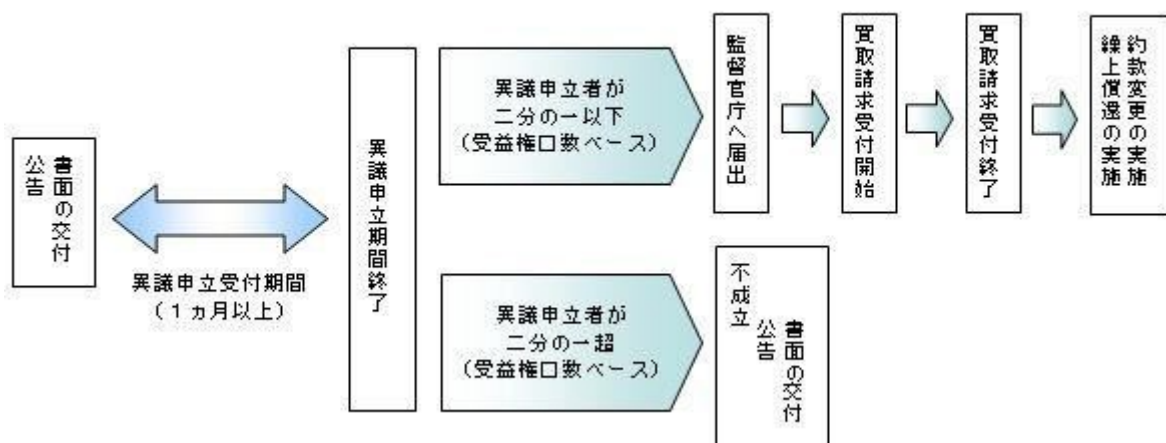 公告
書面の交付
異議申立受付期間
（１ヵ月以上）
異議申立期間終了
異議申立者が
二分の一以下
（受益権口数ベース）
監督官庁へ届出
買取請求受付開始
買取請求受付終了
約款変更の実施
繰上償還の実施
異議申立者が
二分の一超
（受益権口数ベース）
不成立
公告
書面の交付